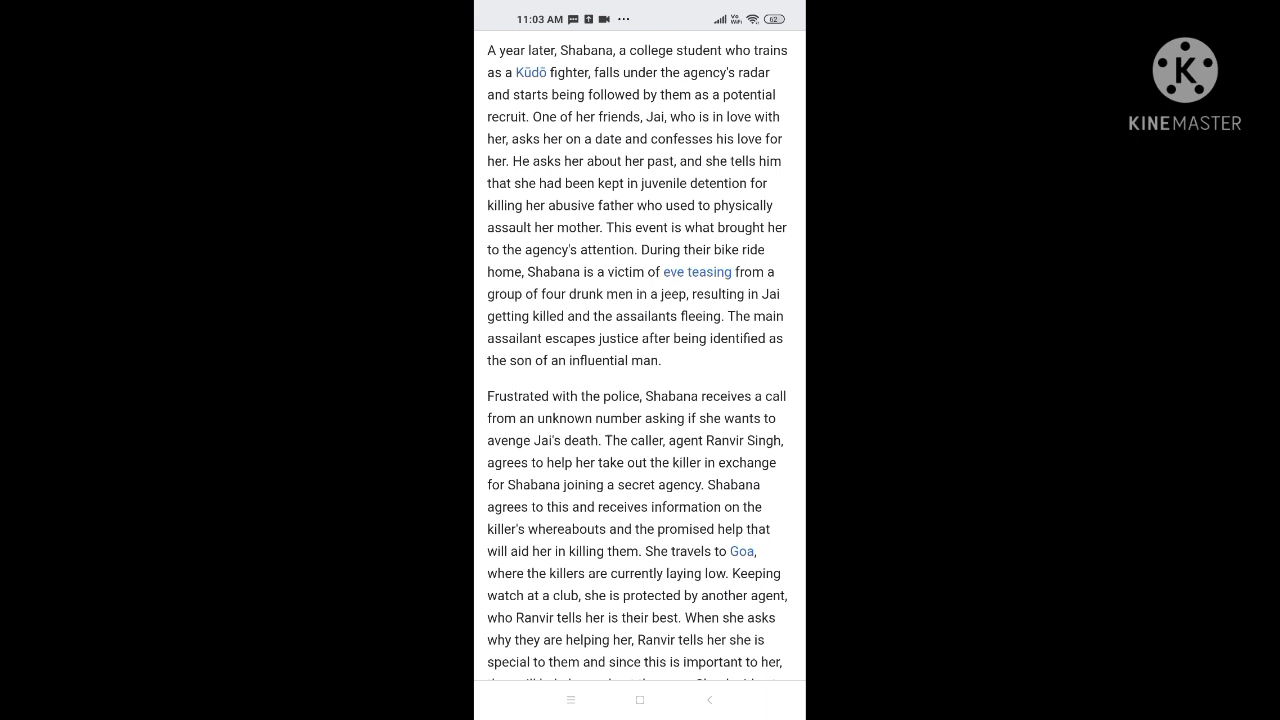 11:03 AM
Vo WiFi
62
A year later, Shabana, a college student who trains
as a Kūdō fighter, falls under the agency's radar
and starts being followed by them as a potential
recruit. One of her friends, Jai, who is in love with
her, asks her on a date and confesses his love for
her. He asks her about her past, and she tells him
that she had been kept in juvenile detention for
killing her abusive father who used to physically
assault her mother. This event is what brought her
to the agency's attention. During their bike ride
home, Shabana is a victim of eve teasing from a
group of four drunk men in a jeep, resulting in Jai
getting killed and the assailants fleeing. The main
assailant escapes justice after being identified as
the son of an influential man.
Frustrated with the police, Shabana receives a call
from an unknown number asking if she wants to
avenge Jai's death. The caller, agent Ranvir Singh,
agrees to help her take out the killer in exchange
for Shabana joining a secret agency. Shabana
agrees to this and receives information on the
killer's whereabouts and the promised help that
will aid her in killing them. She travels to Goa,
where the killers are currently laying low. Keeping
watch at a club, she is protected by another agent,
who Ranvir tells her is their best. When she asks
why they are helping her, Ranvir tells her she is
special to them and since this is important to her,
K
KINEMASTER